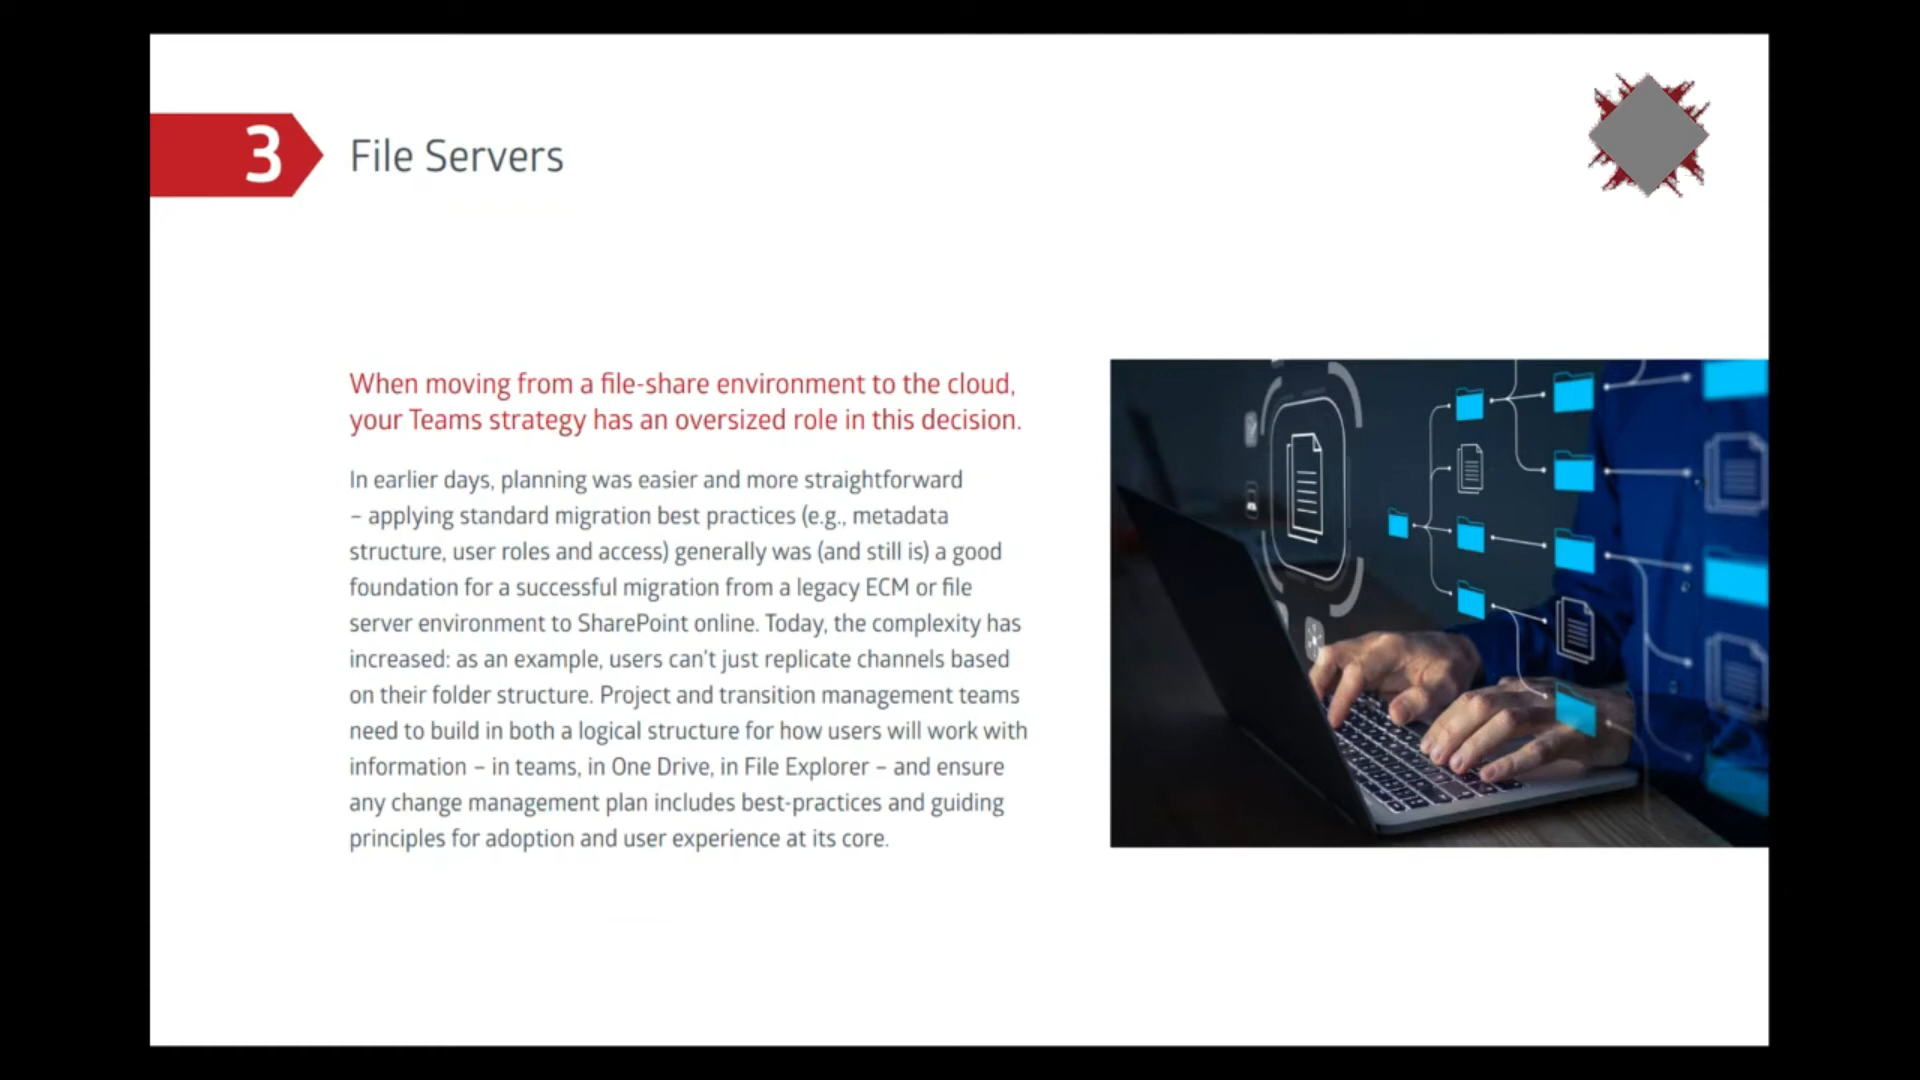 3
File Servers
When moving from a file-share environment to the cloud,
your Teams strategy has an oversized role in this decision.
In earlier days, planning was easier and more straightforward
– applying standard migration best practices (e.g., metadata
structure, user roles and access) generally was (and still is) a good
foundation for a successful migration from a legacy ECM or file
server environment to SharePoint online. Today, the complexity has
increased: as an example, users can't just replicate channels based
on their folder structure. Project and transition management teams
need to build in both a logical structure for how users will work with
information – in teams, in One Drive, in File Explorer – and ensure
any change management plan includes best-practices and guiding
principles for adoption and user experience at its core.